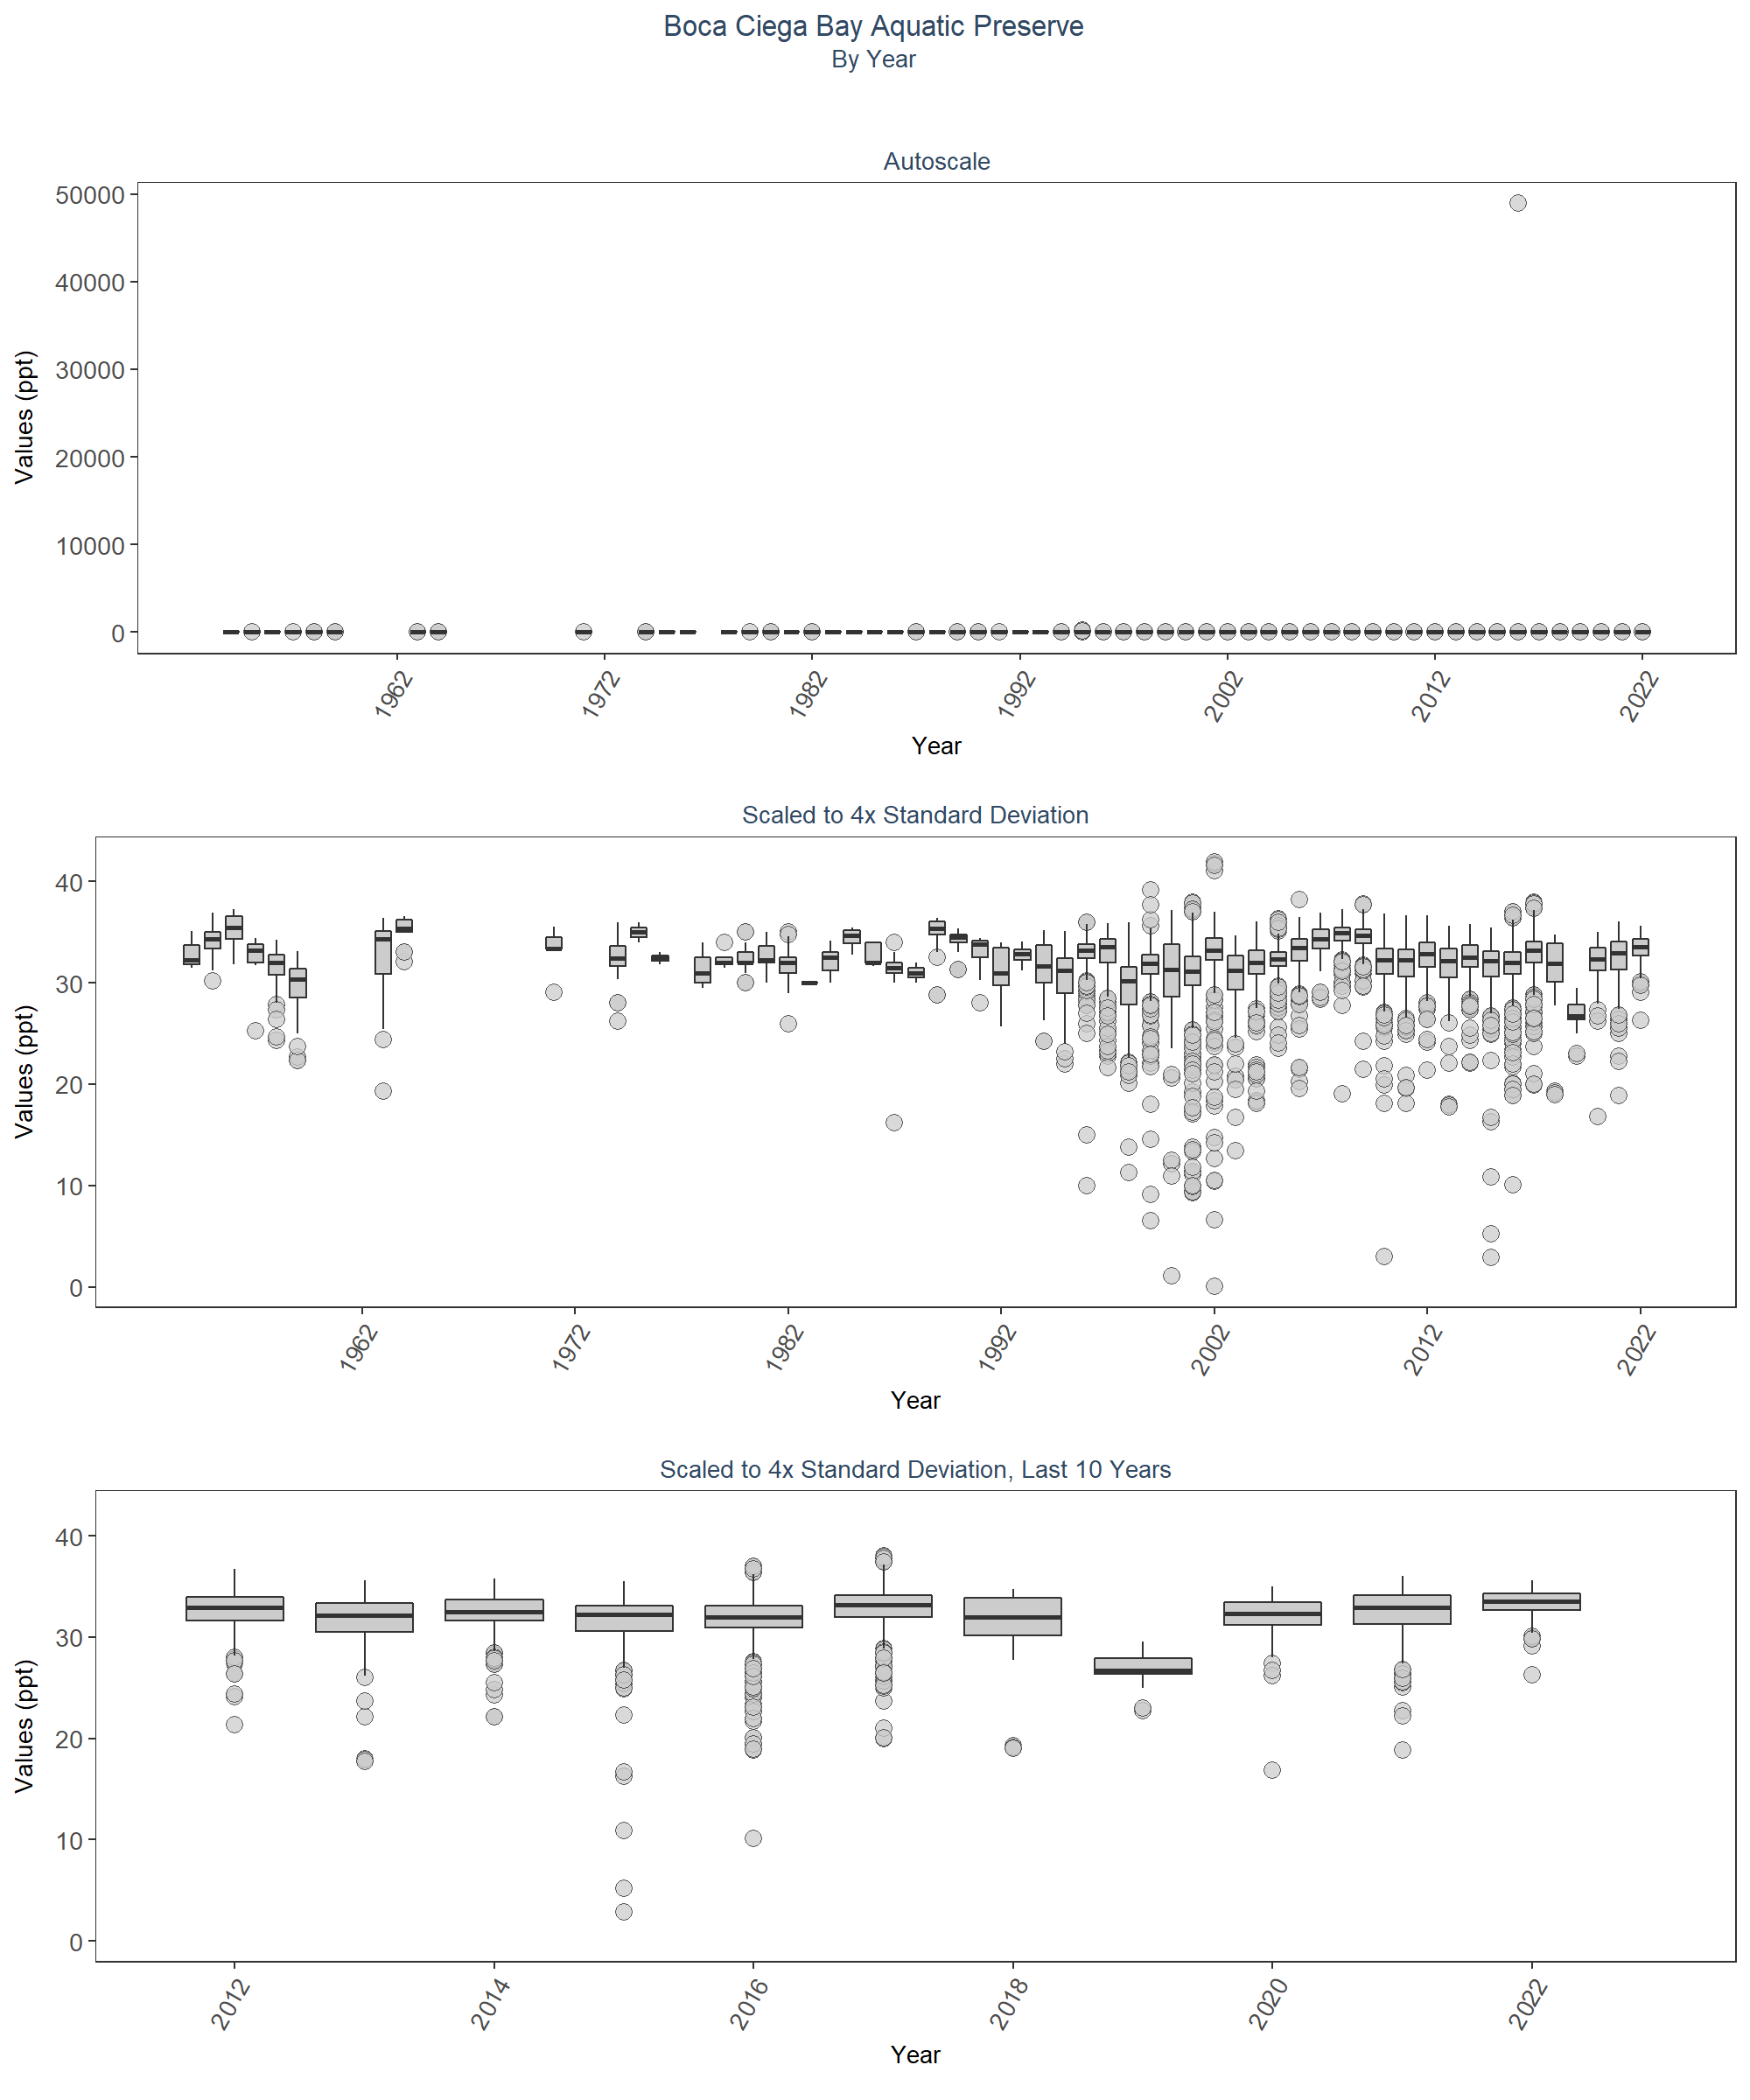 Boca Ciega Bay Aquatic Preserve
By Year
Autoscale
Values (ppt)
50000
40000
30000
20000
10000
0
1962 1972 1982 1992 2002 2012 2022
Year
Scaled to 4x Standard Deviation
Values (ppt)
40
30
20
10
0
1962 1972 1982 1992 2002 2012 2022
Year
Scaled to 4x Standard Deviation, Last 10 Years
Values (ppt)
40
30
20
10
0
2012 2014 2016 2018 2020 2022
Year